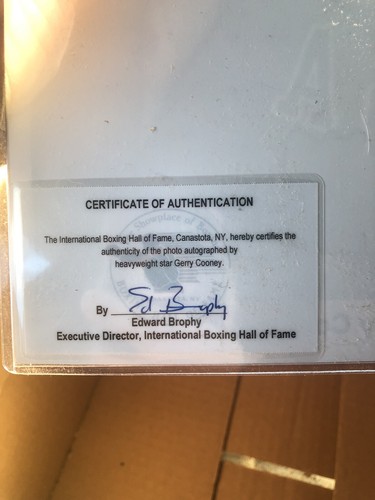 CERTIFICATE OF AUTHENTICATION
The International Boxing Hall of Fame, Canastota, NY, hereby certifies the
authenticity of the photo autographed by
heavyweight star Gerry Cooney.
By Ed Brophy
Edward Brophy
Executive Director, International Boxing Hall of Fame